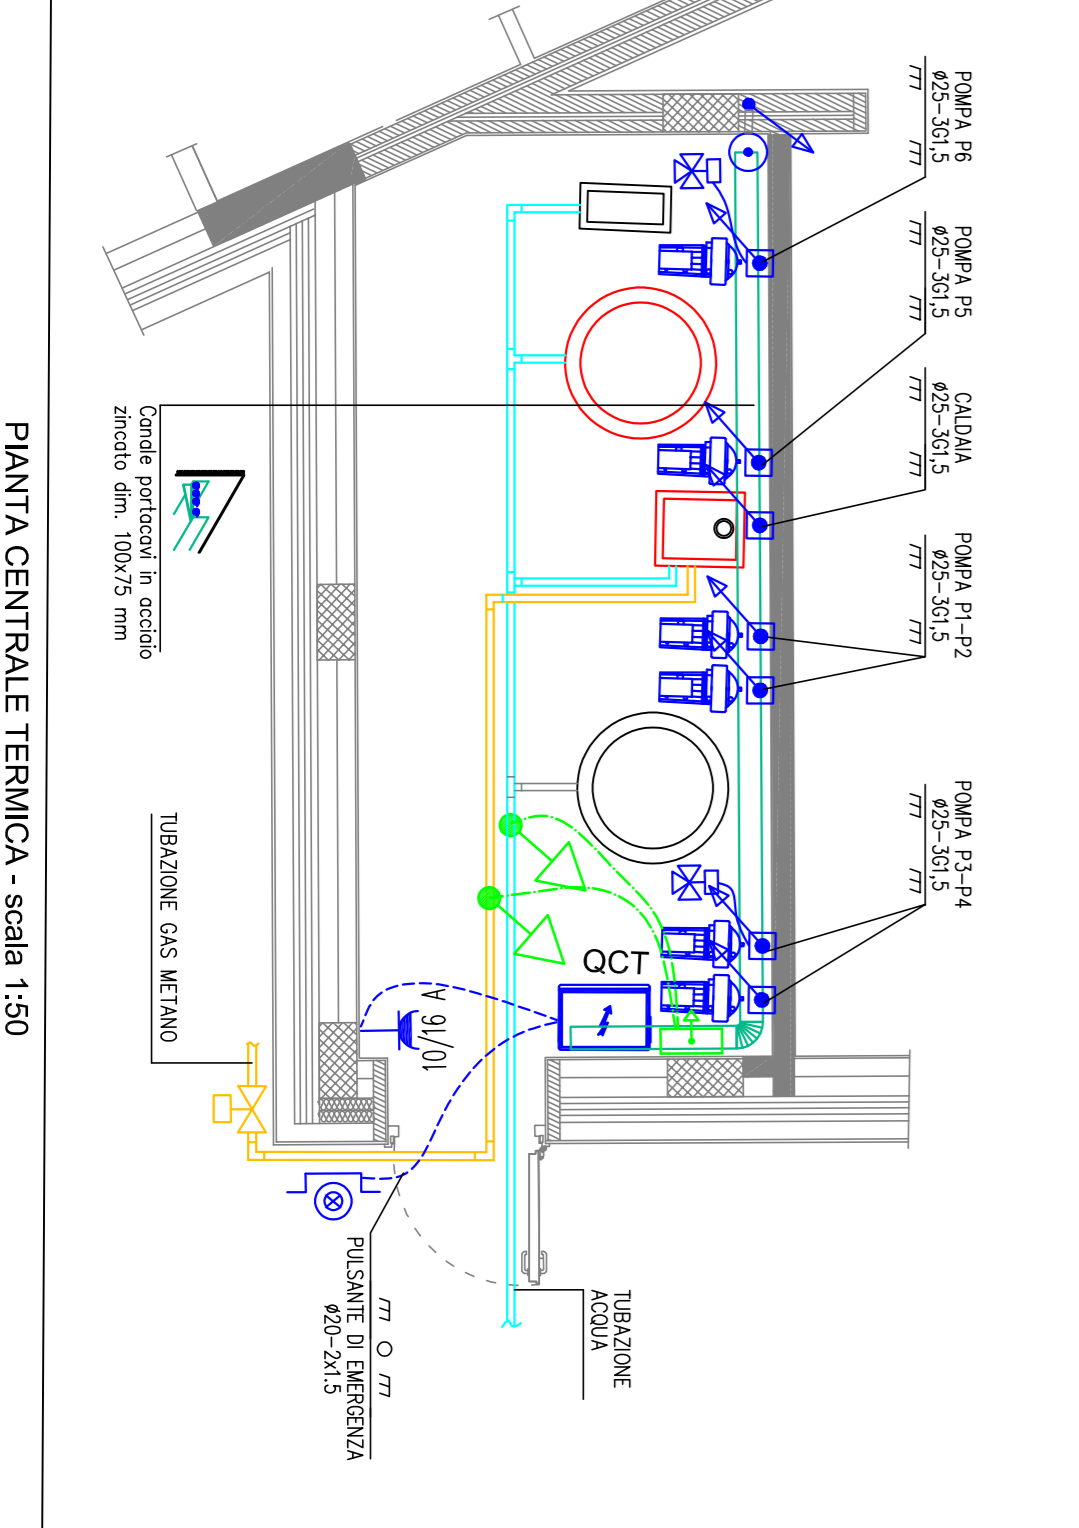 POMPA P6
ø25-3G1,5
POMPA P5
ø25-3G1,5
CALDAIA
ø25-3G1,5
POMPA P1-P2
ø25-3G1,5
POMPA P3-P4
ø25-3G1,5
QCT
A 16/10
TUBAZIONE
ACQUA
PULSANTE DI EMERGENZA
ø20-2x1.5
Canale portacavi in acciaio
zincato dim. 100x75 mm
TUBAZIONE GAS METANO
PIANTA CENTRALE TERMICA - scala 1:50